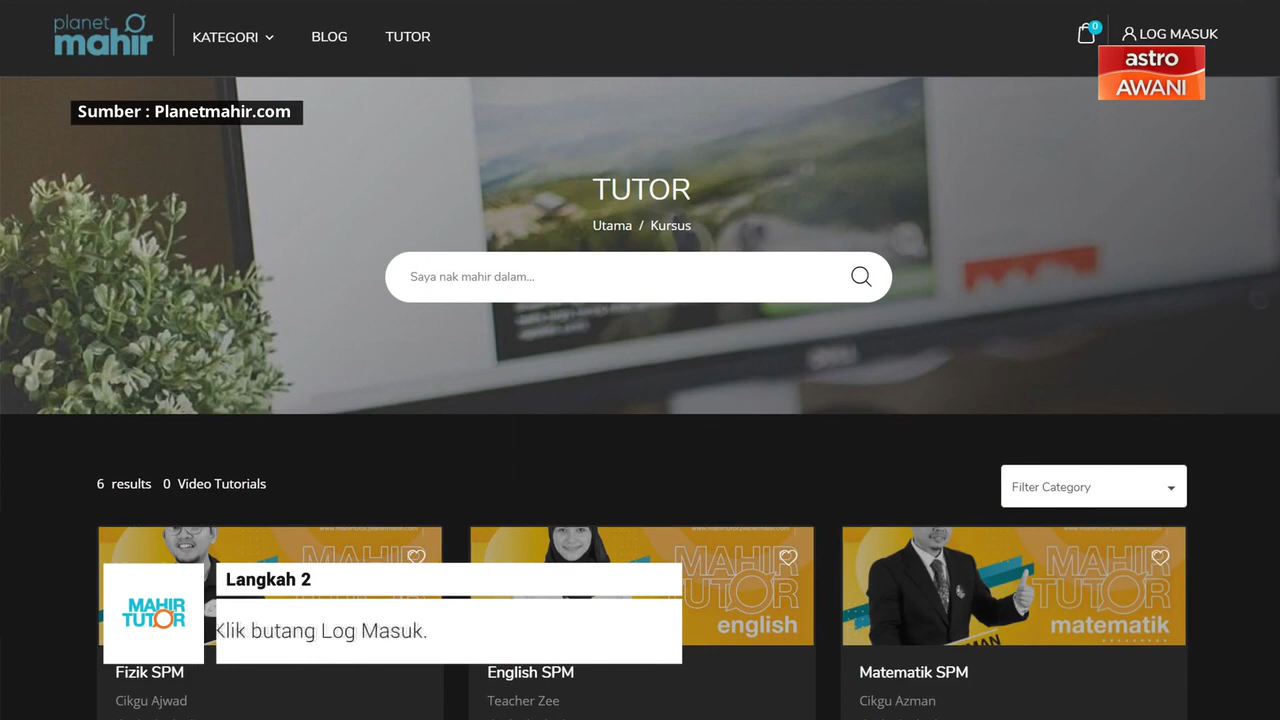 planet
mahir
KATEGORI
BLOG
TUTOR
0
LOG MASUK
astro
AWANI
Sumber : Planetmahir.com
TUTOR
Utama / Kursus
Saya nak mahir dalam...
6 results 0 Video Tutorials
Filter Category
MAHIR
MAHIR
TUTOR
english
MAHIR
TUTOR
matematik
Langkah 2
MAHIR
TUTOR
Klik butang Log Masuk.
Fizik SPM
Cikgu Ajwad
English SPM
Teacher Zee
Matematik SPM
Cikgu Azman